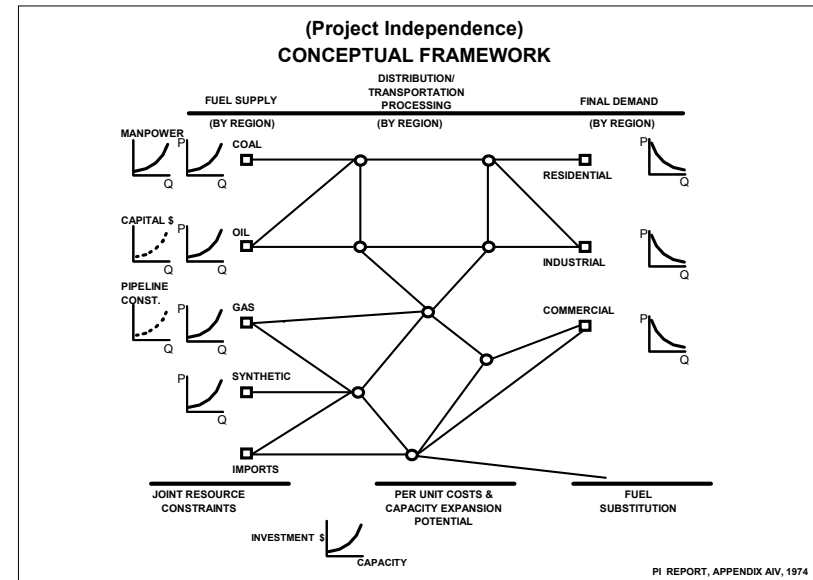 (Project Independence)
CONCEPTUAL FRAMEWORK
DISTRIBUTION/
TRANSPORTATION
PROCESSING
FUEL SUPPLY
FINAL DEMAND
(BY REGION)
(BY REGION)
(BY REGION)
MANPOWER
Q
P
Q
COAL
RESIDENTIAL
P
Q
CAPITAL $
Q
P
Q
OIL
INDUSTRIAL
P
Q
PIPELINE
CONST.
Q
P
Q
GAS
COMMERCIAL
P
Q
P
Q
SYNTHETIC
IMPORTS
JOINT RESOURCE
CONSTRAINTS
PER UNIT COSTS &
CAPACITY EXPANSION
POTENTIAL
FUEL
SUBSTITUTION
INVESTMENT $
CAPACITY
PI REPORT, APPENDIX AIV, 1974